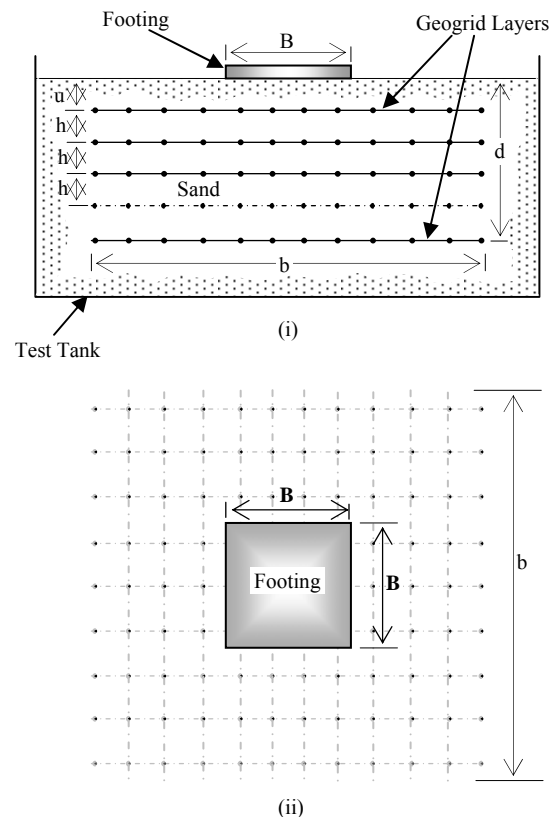 Footing
B
Geogrid Layers
u
h
h
h
d
Sand
b
(i)
Test Tank
B
Footing
B
b
(ii)